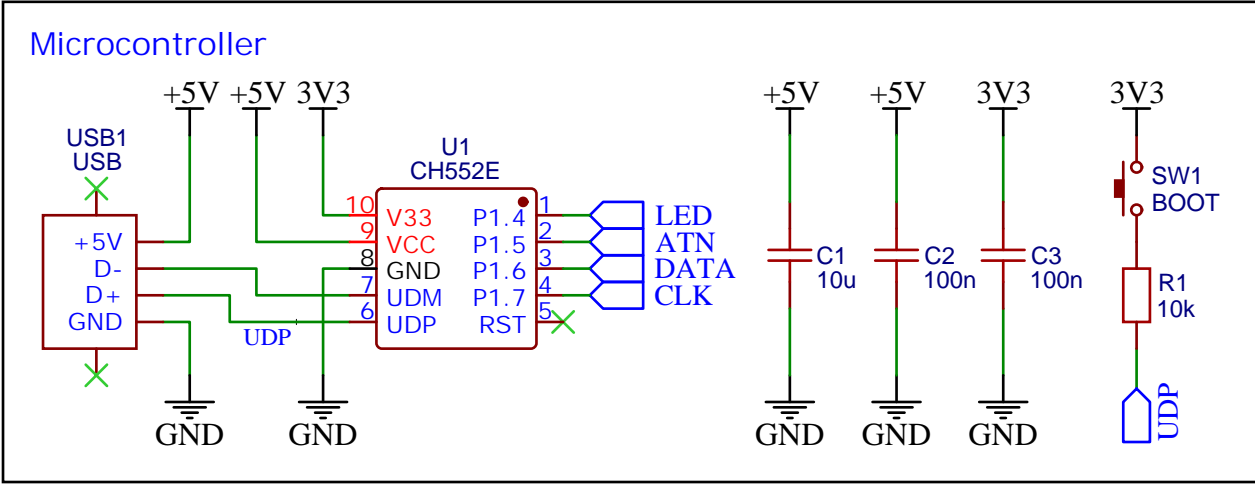 Microcontroller
+5V +5V 3V3
+5V
+5V
3V3
3V3
USB1
USB
+5V
D-
D+
GND
UDP
GND
GND
U1
CH552E
10 V33
9 VCC
8 GND
7 UDM
6 UDP
P1.4 1 LED
P1.5 2 ATN
P1.6 3 DATA
P1.7 4 CLK
RST 5
C1
10u
GND
C2
100n
GND
C3
100n
GND
SW1
BOOT
R1
10k
UDP